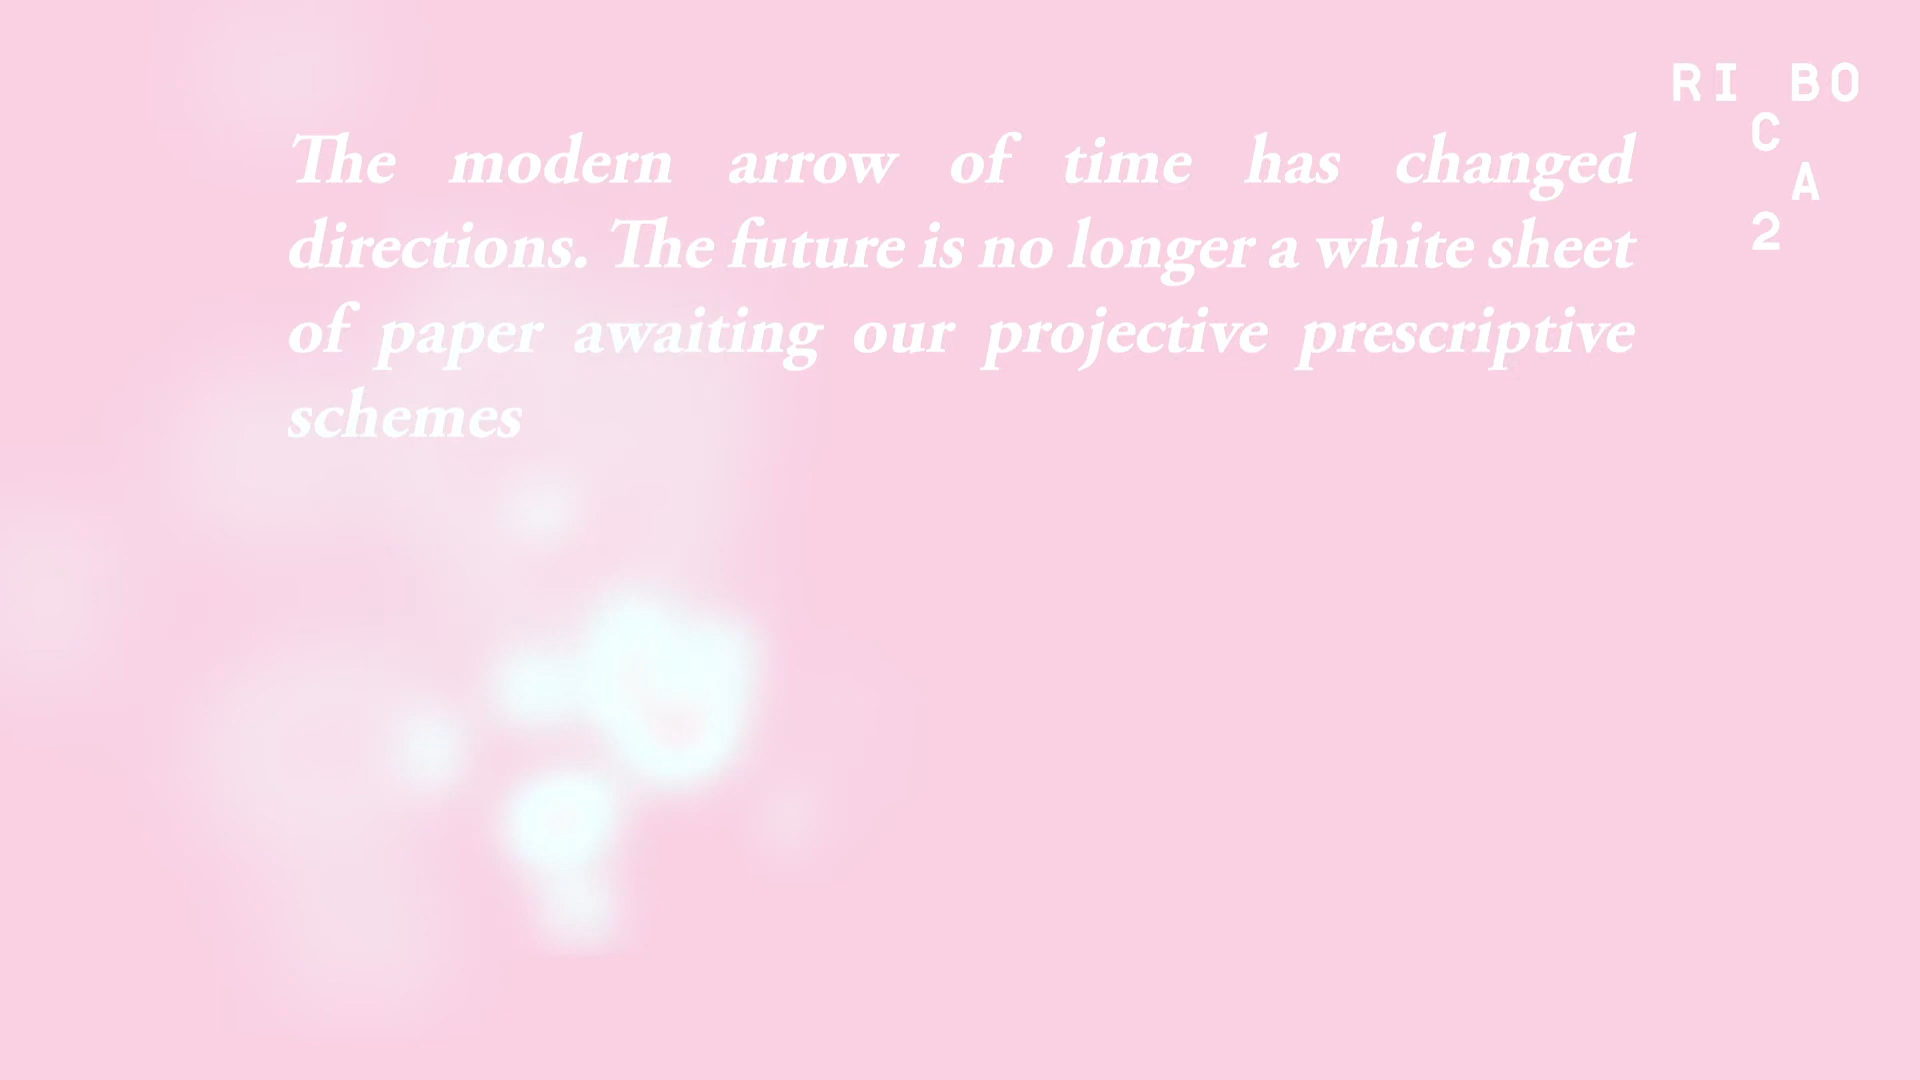 The modern arrow of time has changed
directions. The future is no longer a white sheet
of paper awaiting our projective prescriptive
schemes
RI BO
C
A
2